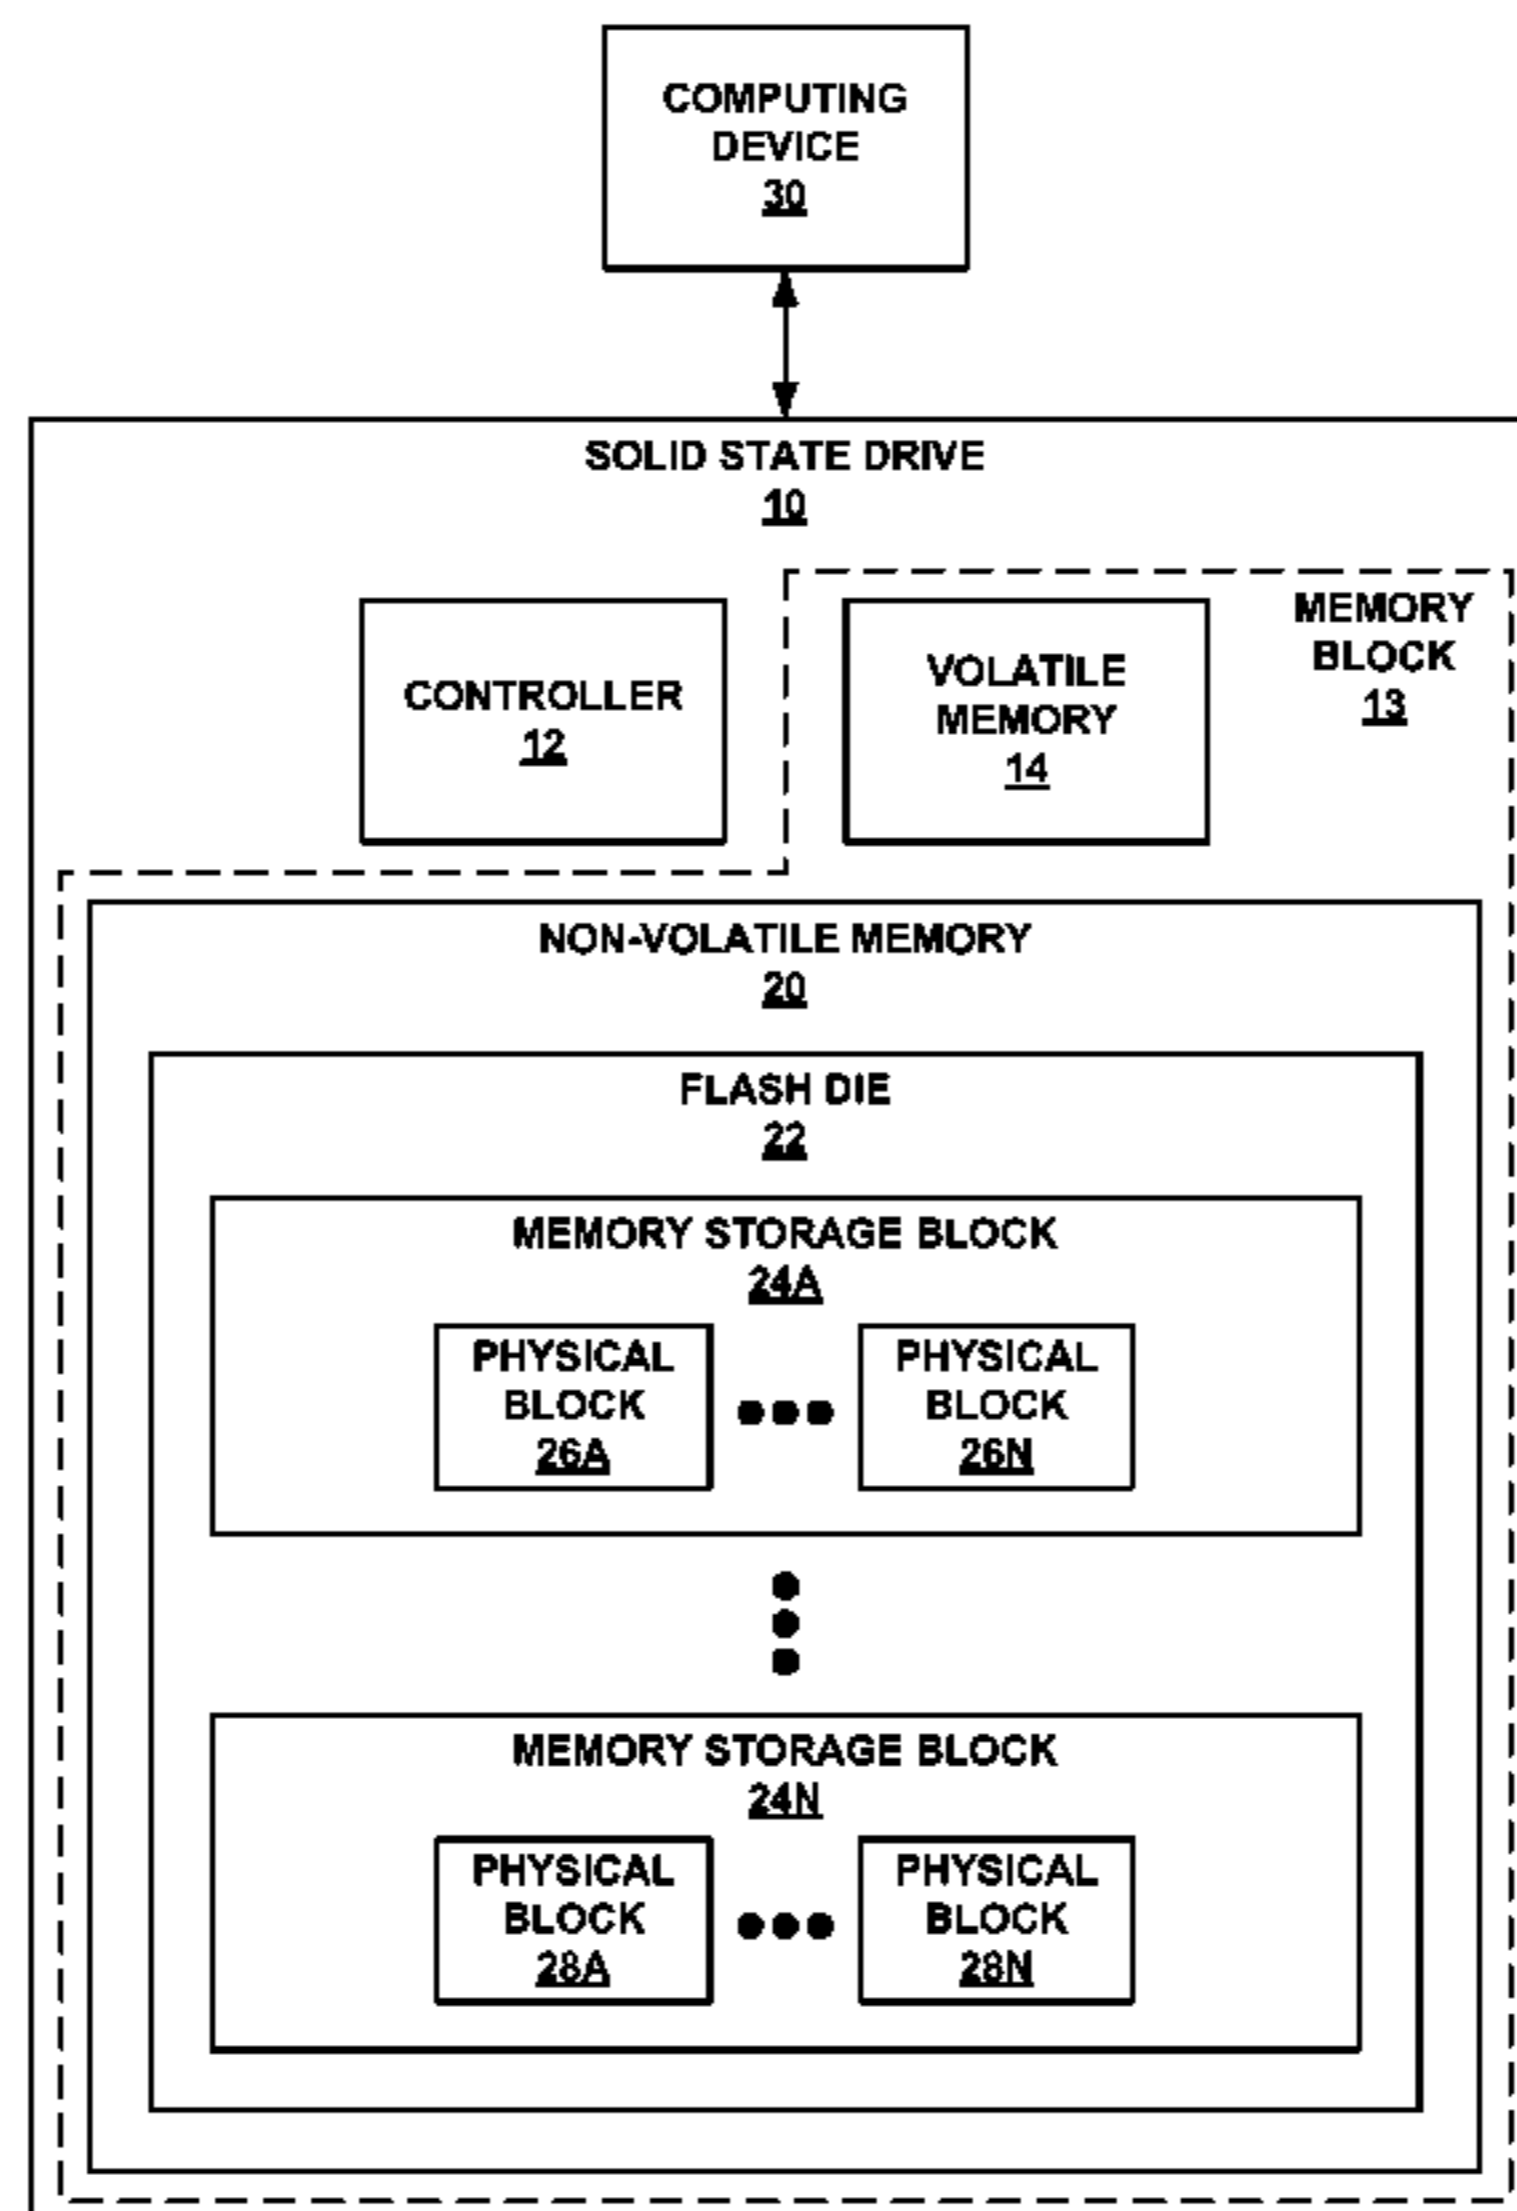 COMPUTING
DEVICE
30
SOLID STATE DRIVE
10
CONTROLLER
12
VOLATILE
MEMORY
14
MEMORY
BLOCK
13
NON-VOLATILE MEMORY
20
FLASH DIE
22
MEMORY STORAGE BLOCK
24A
PHYSICAL
BLOCK
26A
PHYSICAL
BLOCK
26N
MEMORY STORAGE BLOCK
24N
PHYSICAL
BLOCK
28A
PHYSICAL
BLOCK
28N